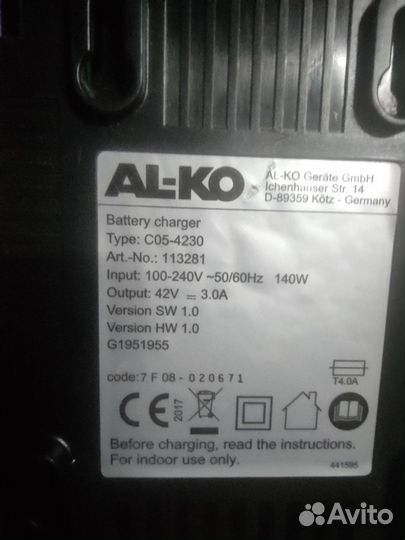 AL-KO
AL-KO Geräte GmbH
Ichenhauser Str. 14
D-89359 Kötz - Germany
Battery charger
Type: C05-4230
Art.-No.: 113281
Input: 100-240V ~50/60Hz 140W
Output: 42V ⎓ 3.0A
Version SW 1.0
Version HW 1.0
G1951955
code: 7 F 08 - 020671
T4.0A
CE 2017
Before charging, read the instructions.
For indoor use only.
441595
Avito